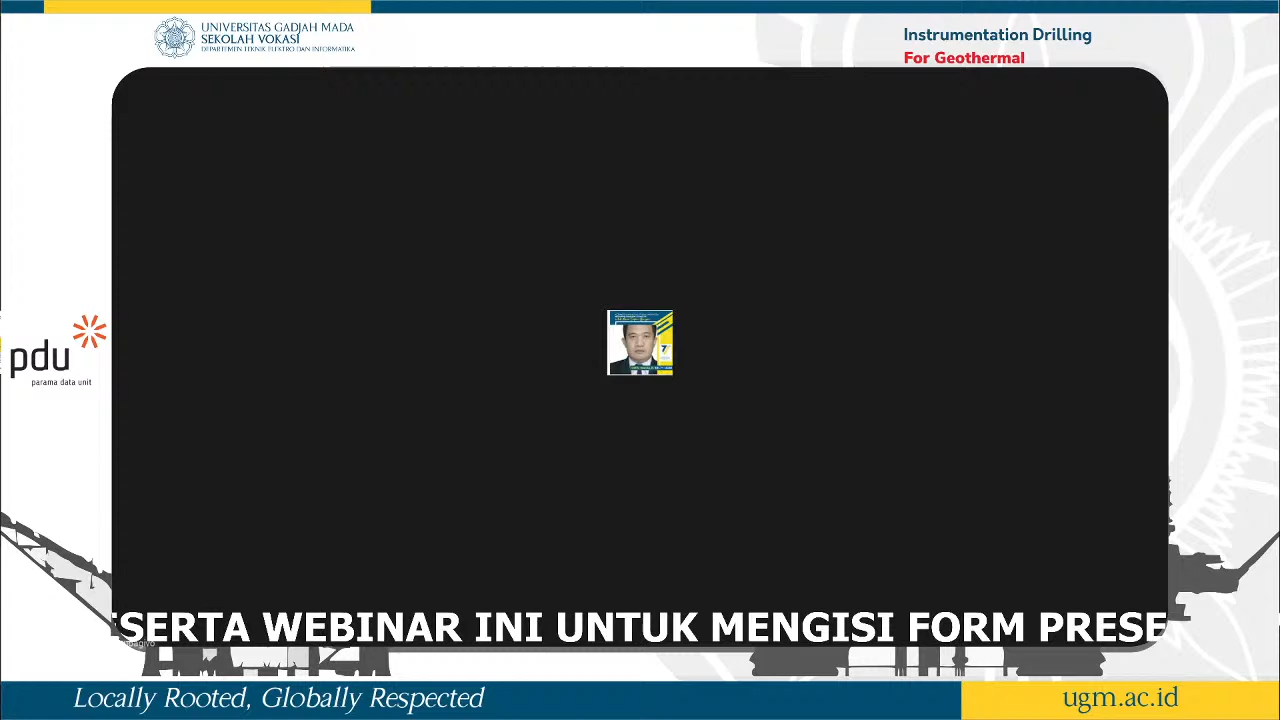 UNIVERSITAS GADJAH MADA
SEKOLAH VOKASI
DEPARTEMEN TEKNIK ELEKTRO DAN INFORMATIKA
Instrumentation Drilling
For Geothermal
pdu
parama data unit
SERTA WEBINAR INI UNTUK MENGISI FORM PRESE
Locally Rooted, Globally Respected
ugm.ac.id